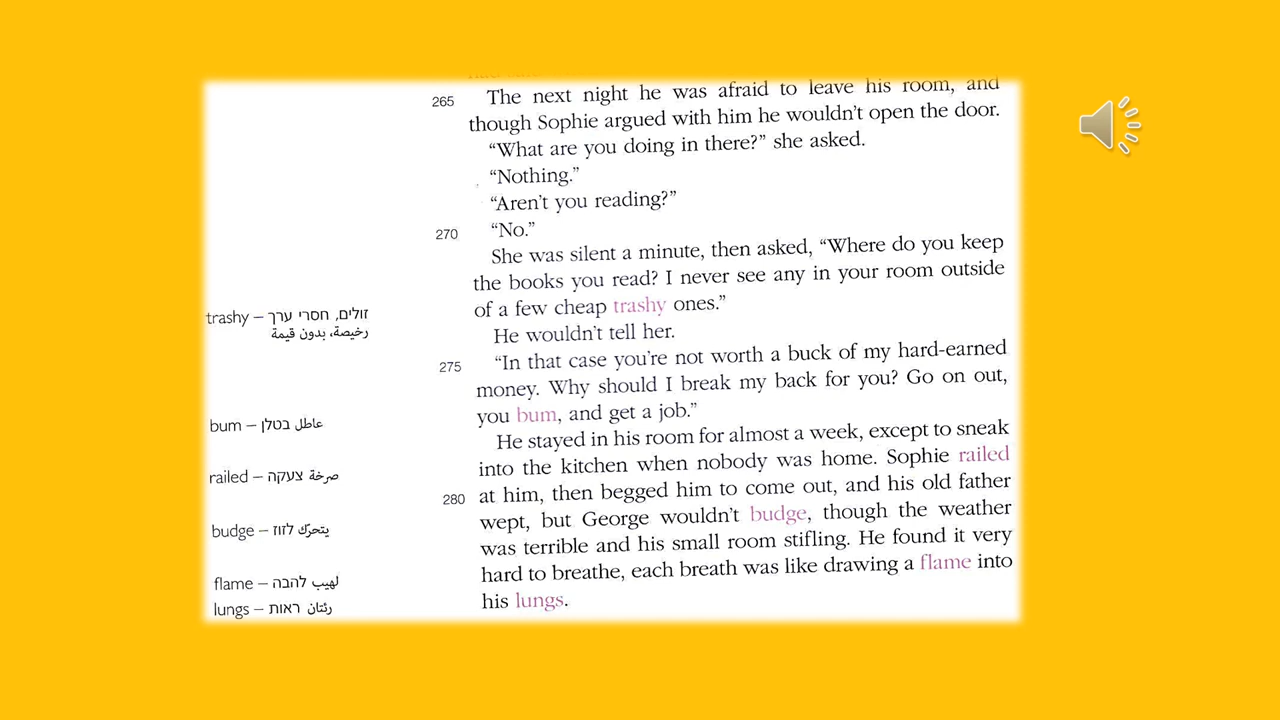 265 The next night he was afraid to leave his room, and
though Sophie argued with him he wouldn't open the door.
“What are you doing in there?” she asked.
“Nothing.”
“Aren't you reading?”
270 “No.”
She was silent a minute, then asked, “Where do you keep
the books you read? I never see any in your room outside
of a few cheap trashy ones.”
trashy – זולים, חסרי ערך
رخيصة، بدون قيمة
He wouldn't tell her.
275 “In that case you're not worth a buck of my hard-earned
money. Why should I break my back for you? Go on out,
you bum, and get a job.”
bum – عاطل בטלן
He stayed in his room for almost a week, except to sneak
into the kitchen when nobody was home. Sophie railed
railed – صرخة צעקה
280 at him, then begged him to come out, and his old father
wept, but George wouldn't budge, though the weather
budge – يتحرّك לזוז
was terrible and his small room stifling. He found it very
hard to breathe, each breath was like drawing a flame into
flame – لهيب להבה
his lungs.
lungs – رئتان ראות